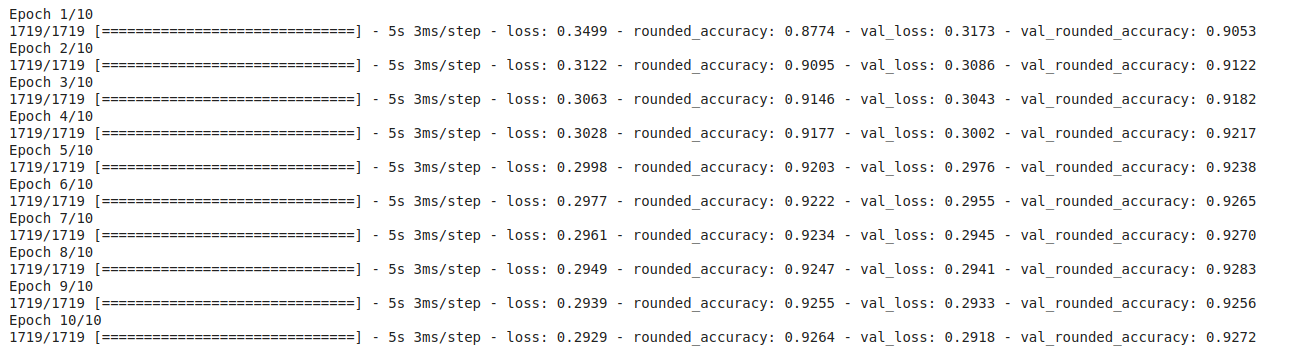 Epoch 1/10
1719/1719 [==============================] - 5s 3ms/step - loss: 0.3499 - rounded_accuracy: 0.8774 - val_loss: 0.3173 - val_rounded_accuracy: 0.9053
Epoch 2/10
1719/1719 [==============================] - 5s 3ms/step - loss: 0.3122 - rounded_accuracy: 0.9095 - val_loss: 0.3086 - val_rounded_accuracy: 0.9122
Epoch 3/10
1719/1719 [==============================] - 5s 3ms/step - loss: 0.3063 - rounded_accuracy: 0.9146 - val_loss: 0.3043 - val_rounded_accuracy: 0.9182
Epoch 4/10
1719/1719 [==============================] - 5s 3ms/step - loss: 0.3028 - rounded_accuracy: 0.9177 - val_loss: 0.3002 - val_rounded_accuracy: 0.9217
Epoch 5/10
1719/1719 [==============================] - 5s 3ms/step - loss: 0.2998 - rounded_accuracy: 0.9203 - val_loss: 0.2976 - val_rounded_accuracy: 0.9238
Epoch 6/10
1719/1719 [==============================] - 5s 3ms/step - loss: 0.2977 - rounded_accuracy: 0.9222 - val_loss: 0.2955 - val_rounded_accuracy: 0.9265
Epoch 7/10
1719/1719 [==============================] - 5s 3ms/step - loss: 0.2961 - rounded_accuracy: 0.9234 - val_loss: 0.2945 - val_rounded_accuracy: 0.9270
Epoch 8/10
1719/1719 [==============================] - 5s 3ms/step - loss: 0.2949 - rounded_accuracy: 0.9247 - val_loss: 0.2941 - val_rounded_accuracy: 0.9283
Epoch 9/10
1719/1719 [==============================] - 5s 3ms/step - loss: 0.2939 - rounded_accuracy: 0.9255 - val_loss: 0.2933 - val_rounded_accuracy: 0.9256
Epoch 10/10
1719/1719 [==============================] - 5s 3ms/step - loss: 0.2929 - rounded_accuracy: 0.9264 - val_loss: 0.2918 - val_rounded_accuracy: 0.9272